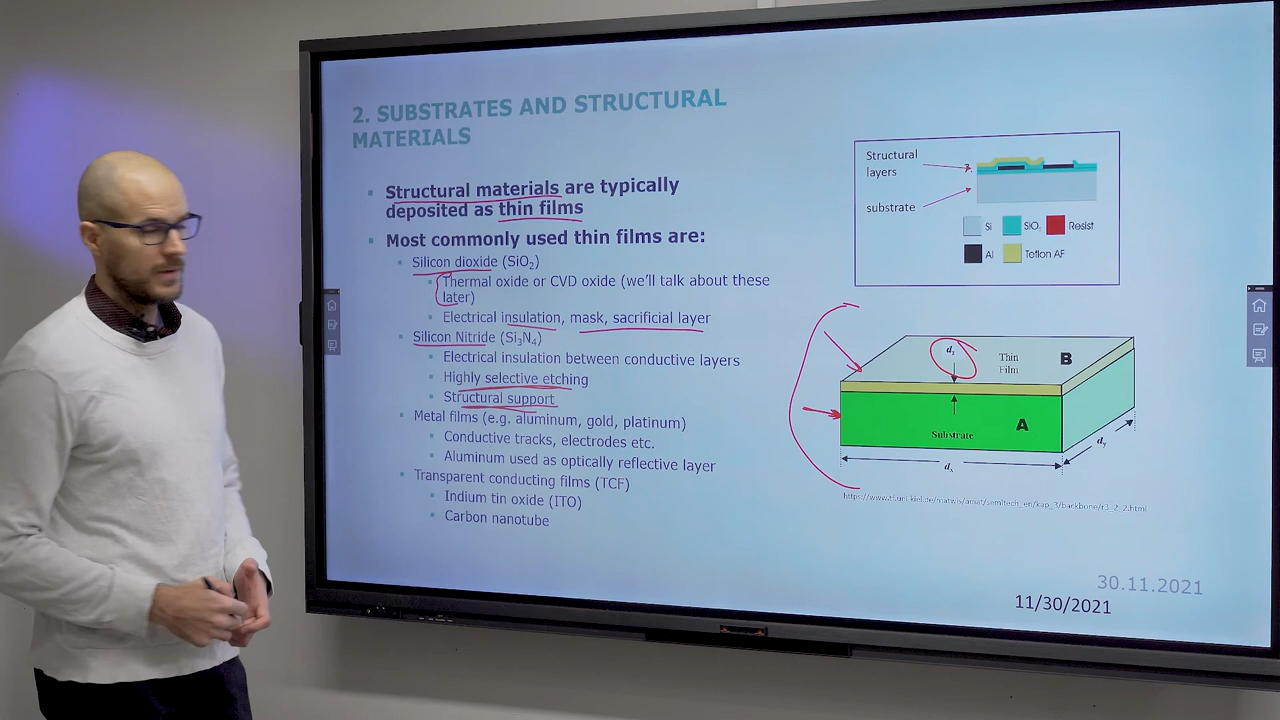 2. SUBSTRATES AND STRUCTURAL
MATERIALS
Structural materials are typically
deposited as thin films
Most commonly used thin films are:
Silicon dioxide (SiO₂)
Thermal oxide or CVD oxide (we'll talk about these
later)
Electrical insulation, mask, sacrificial layer
Silicon Nitride (Si₃N₄)
Electrical insulation between conductive layers
Highly selective etching
Structural support
Metal films (e.g. aluminum, gold, platinum)
Conductive tracks, electrodes etc.
Aluminum used as optically reflective layer
Transparent conducting films (TCF)
Indium tin oxide (ITO)
Carbon nanotube
Structural
layers
substrate
Si SiO₂ Resist
Al Teflon AF
Thin
Film
B
A
Substrate
dₓ
dᵧ
30.11.2021
11/30/2021